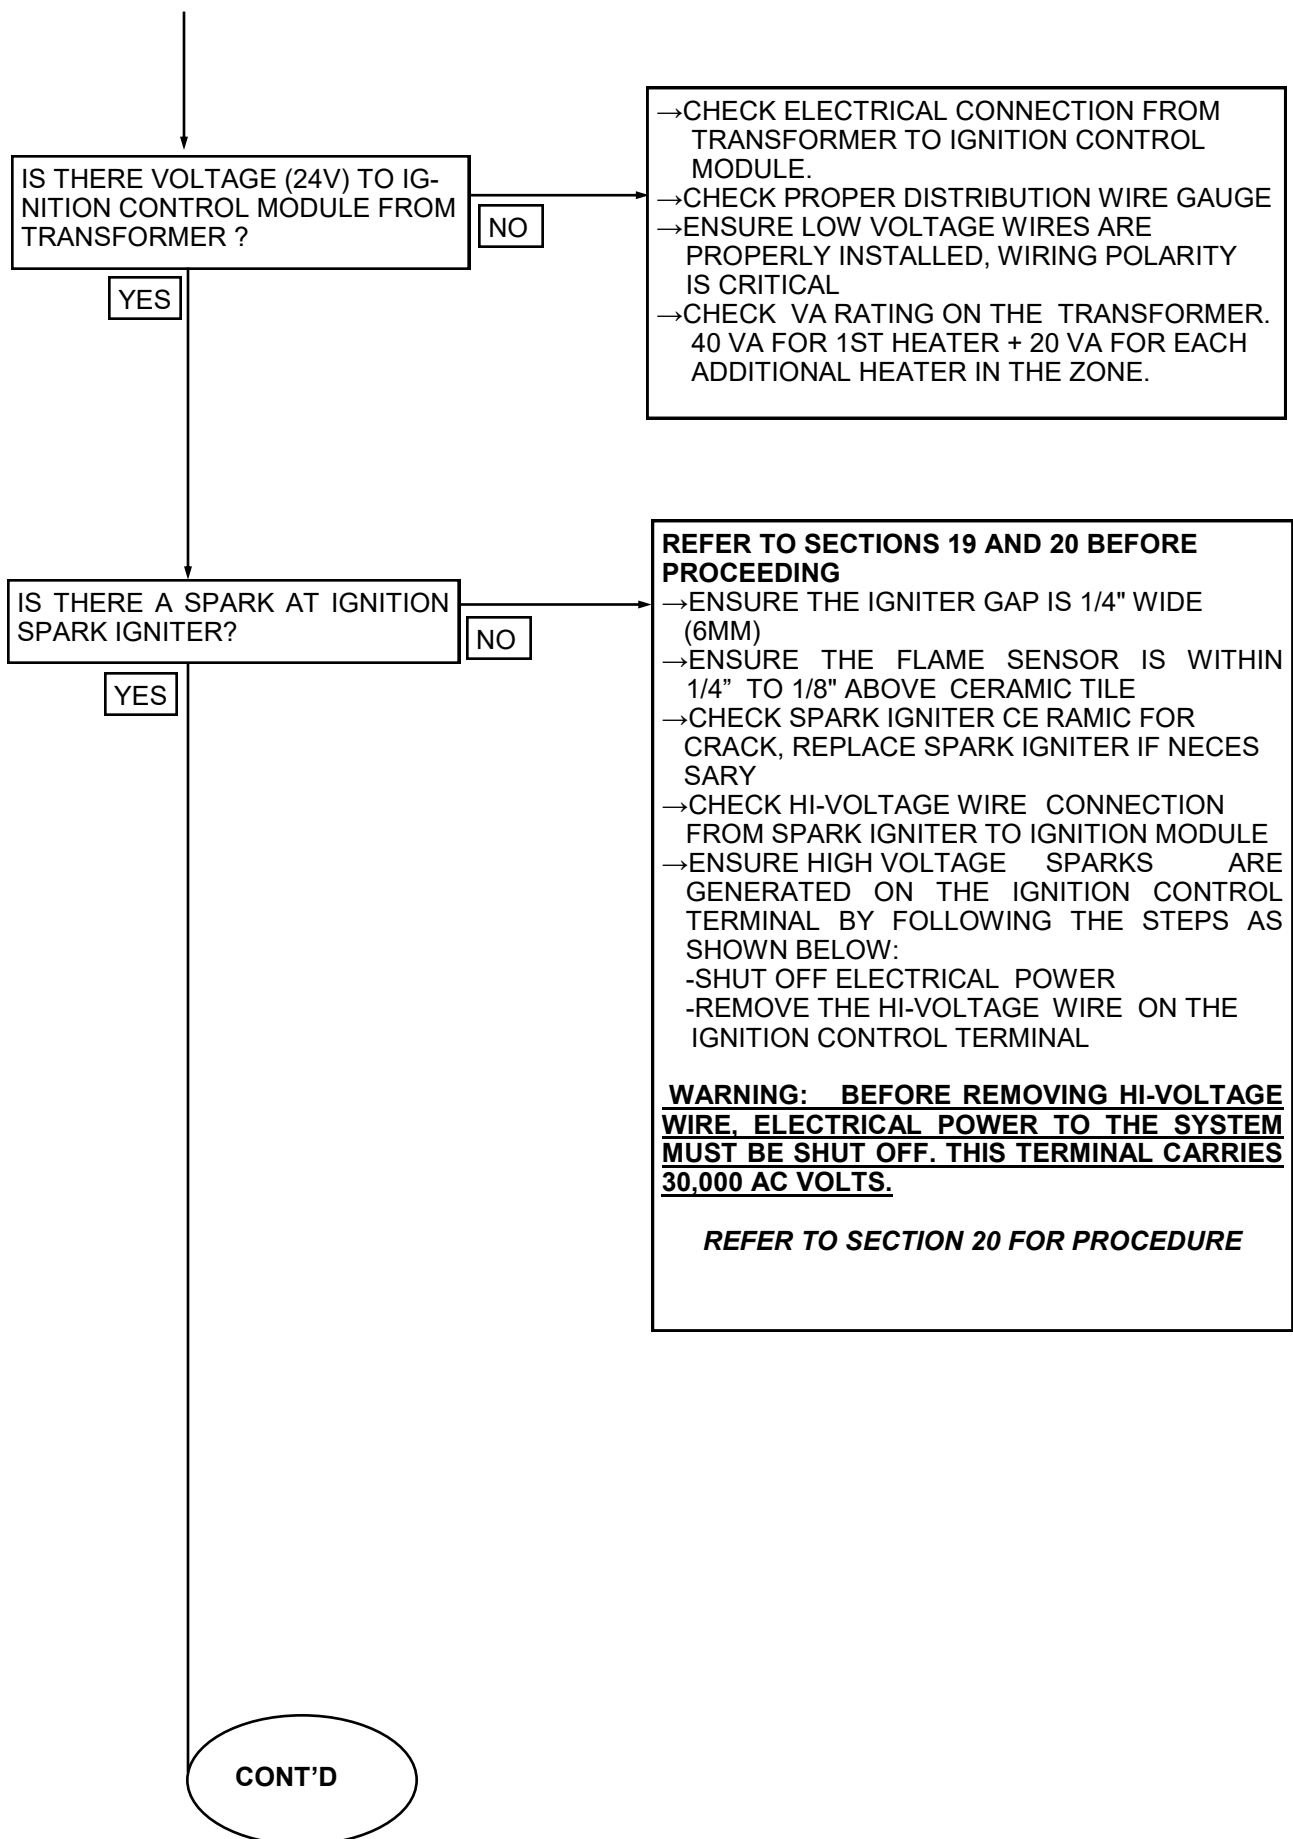 IS THERE VOLTAGE (24V) TO IG-
NITION CONTROL MODULE FROM
TRANSFORMER ?
NO
YES
→CHECK ELECTRICAL CONNECTION FROM
TRANSFORMER TO IGNITION CONTROL
MODULE.
→CHECK PROPER DISTRIBUTION WIRE GAUGE
→ENSURE LOW VOLTAGE WIRES ARE
PROPERLY INSTALLED, WIRING POLARITY
IS CRITICAL
→CHECK VA RATING ON THE TRANSFORMER.
40 VA FOR 1ST HEATER + 20 VA FOR EACH
ADDITIONAL HEATER IN THE ZONE.
IS THERE A SPARK AT IGNITION
SPARK IGNITER?
NO
YES
REFER TO SECTIONS 19 AND 20 BEFORE
PROCEEDING
→ENSURE THE IGNITER GAP IS 1/4" WIDE
(6MM)
→ENSURE THE FLAME SENSOR IS WITHIN
1/4” TO 1/8" ABOVE CERAMIC TILE
→CHECK SPARK IGNITER CE RAMIC FOR
CRACK, REPLACE SPARK IGNITER IF NECES
SARY
→CHECK HI-VOLTAGE WIRE CONNECTION
FROM SPARK IGNITER TO IGNITION MODULE
→ENSURE HIGH VOLTAGE SPARKS ARE
GENERATED ON THE IGNITION CONTROL
TERMINAL BY FOLLOWING THE STEPS AS
SHOWN BELOW:
-SHUT OFF ELECTRICAL POWER
-REMOVE THE HI-VOLTAGE WIRE ON THE
IGNITION CONTROL TERMINAL
WARNING: BEFORE REMOVING HI-VOLTAGE
WIRE, ELECTRICAL POWER TO THE SYSTEM
MUST BE SHUT OFF. THIS TERMINAL CARRIES
30,000 AC VOLTS.
REFER TO SECTION 20 FOR PROCEDURE
CONT’D